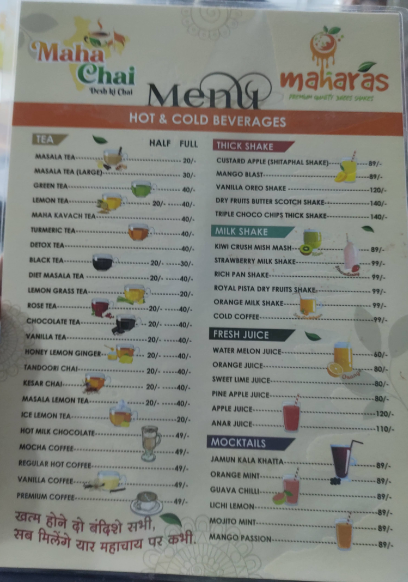 Maha Chai
Desh ki Chai
Menu
maharas
HOT & COLD BEVERAGES
TEA HALF FULL
MASALA TEA 20/-
MASALA TEA (LARGE) 30/-
GREEN TEA 40/-
LEMON TEA 20/- 40/-
MAHA KAVACH TEA 40/-
TURMERIC TEA 40/-
DETOX TEA 40/-
BLACK TEA 20/- 30/-
DIET MASALA TEA 20/- 40/-
LEMON GRASS TEA 20/-
ROSE TEA 20/- 40/-
CHOCOLATE TEA 20/- 40/-
VANILLA TEA 20/- 40/-
HONEY LEMON GINGER 20/- 40/-
TANDOORI CHAI 20/- 40/-
KESAR CHAI 20/- 40/-
MASALA LEMON TEA 20/- 40/-
ICE LEMON TEA 20/- 40/-
HOT MILK CHOCOLATE 49/-
MOCHA COFFEE 49/-
REGULAR HOT COFFEE 49/-
VANILLA COFFEE 49/-
PREMIUM COFFEE 49/-
खत्म होने दो बंदिशे सभी,
सब मिलेंगे यार महाचाय पर कभी.
THICK SHAKE
CUSTARD APPLE (SHITAPHAL SHAKE) 89/-
MANGO BLAST 89/-
VANILLA OREO SHAKE 120/-
DRY FRUITS BUTTER SCOTCH SHAKE 140/-
TRIPLE CHOCO CHIPS THICK SHAKE 140/-
MILK SHAKE
KIWI CRUSH MISH MASH 89/-
STRAWBERRY MILK SHAKE 99/-
RICH PAN SHAKE 99/-
ROYAL PISTA DRY FRUITS SHAKE 99/-
ORANGE MILK SHAKE 99/-
COLD COFFEE 99/-
FRESH JUICE
WATER MELON JUICE 60/-
ORANGE JUICE 80/-
SWEET LIME JUICE 80/-
PINE APPLE JUICE 80/-
APPLE JUICE 120/-
ANAR JUICE 110/-
MOCKTAILS
JAMUN KALA KHATTA 89/-
ORANGE MINT 89/-
GUAVA CHILLI 89/-
LICHI LEMON 89/-
MOJITO MINT 89/-
MANGO PASSION 89/-